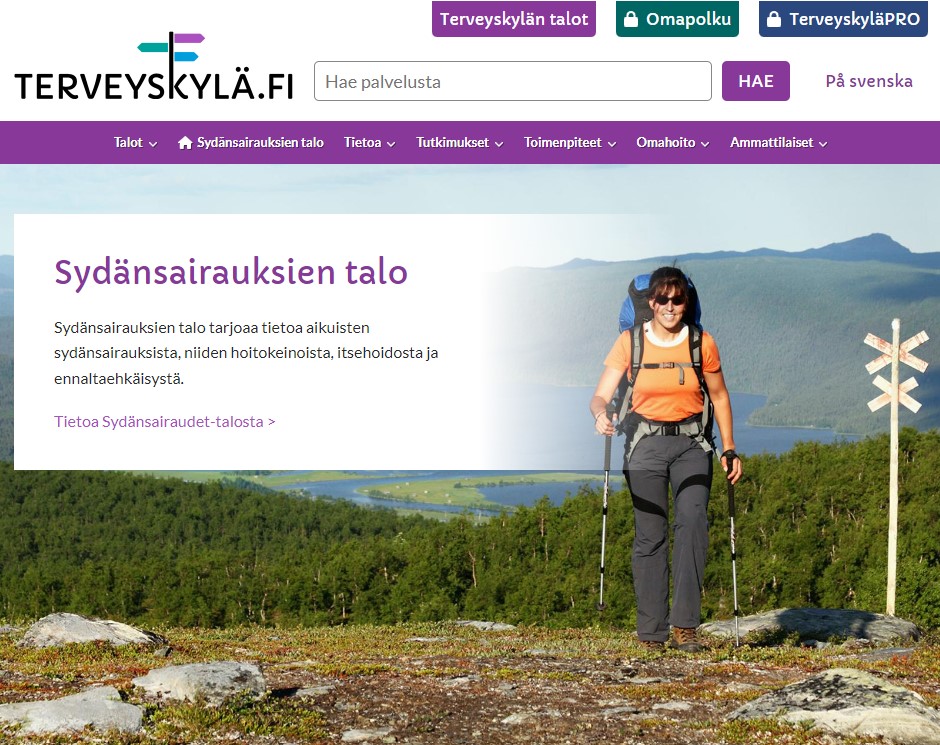 Terveyskylän talot
Omapolku
TerveyskyläPRO
TERVEYSKYLÄ.FI
Hae palvelusta
HAE
På svenska
Talot
Sydänsairauksien talo
Tietoa
Tutkimukset
Toimenpiteet
Omahoito
Ammattilaiset
Sydänsairauksien talo
Sydänsairauksien talo tarjoaa tietoa aikuisten
sydänsairauksista, niiden hoitokeinoista, itsehoidosta ja
ennaltaehkäisystä.
Tietoa Sydänsairaudet-talosta >